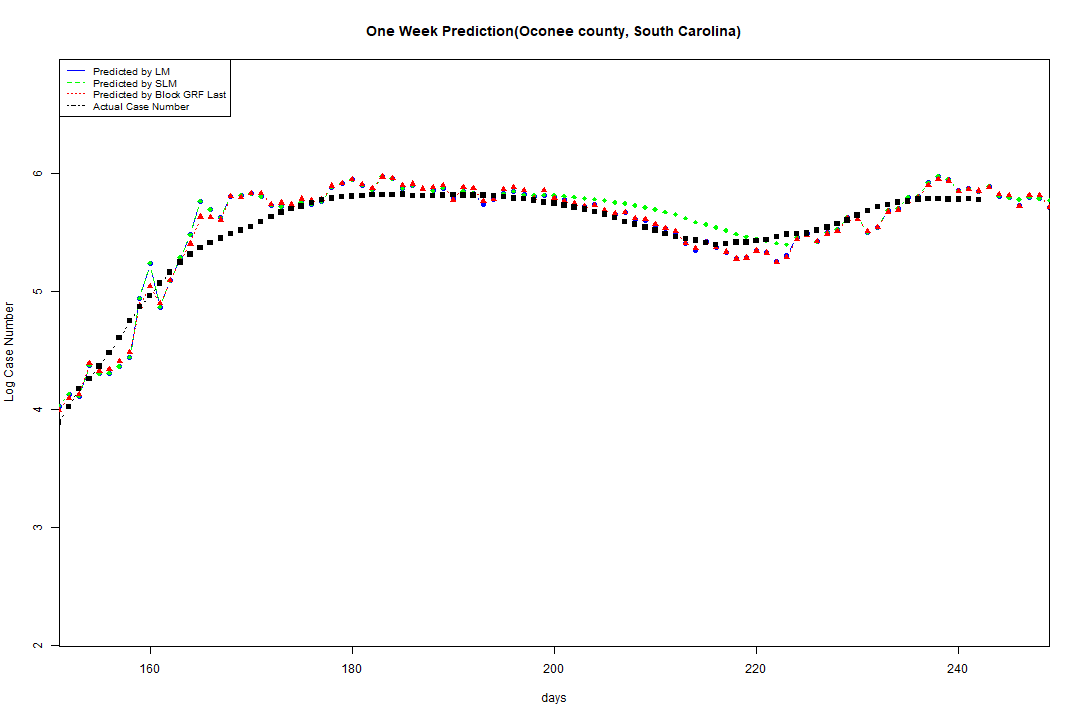 One Week Prediction(Oconee county, South Carolina)
Predicted by LM
Predicted by SLM
Predicted by Block GRF Last
Actual Case Number
Log Case Number
6
5
4
3
2
160 180 200 220 240
days